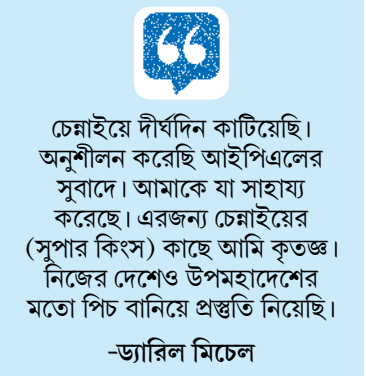 চেন্নাইয়ে দীর্ঘদিন কাটিয়েছি।
অনুশীলন করেছি আইপিএলের
সুবাদে। আমাকে যা সাহায্য
করেছে। এরজন্য চেন্নাইয়ের
(সুপার কিংস) কাছে আমি কৃতজ্ঞ।
নিজের দেশেও উপমহাদেশের
মতো পিচ বানিয়ে প্রস্তুতি নিয়েছি।
-ড্যারিল মিচেল